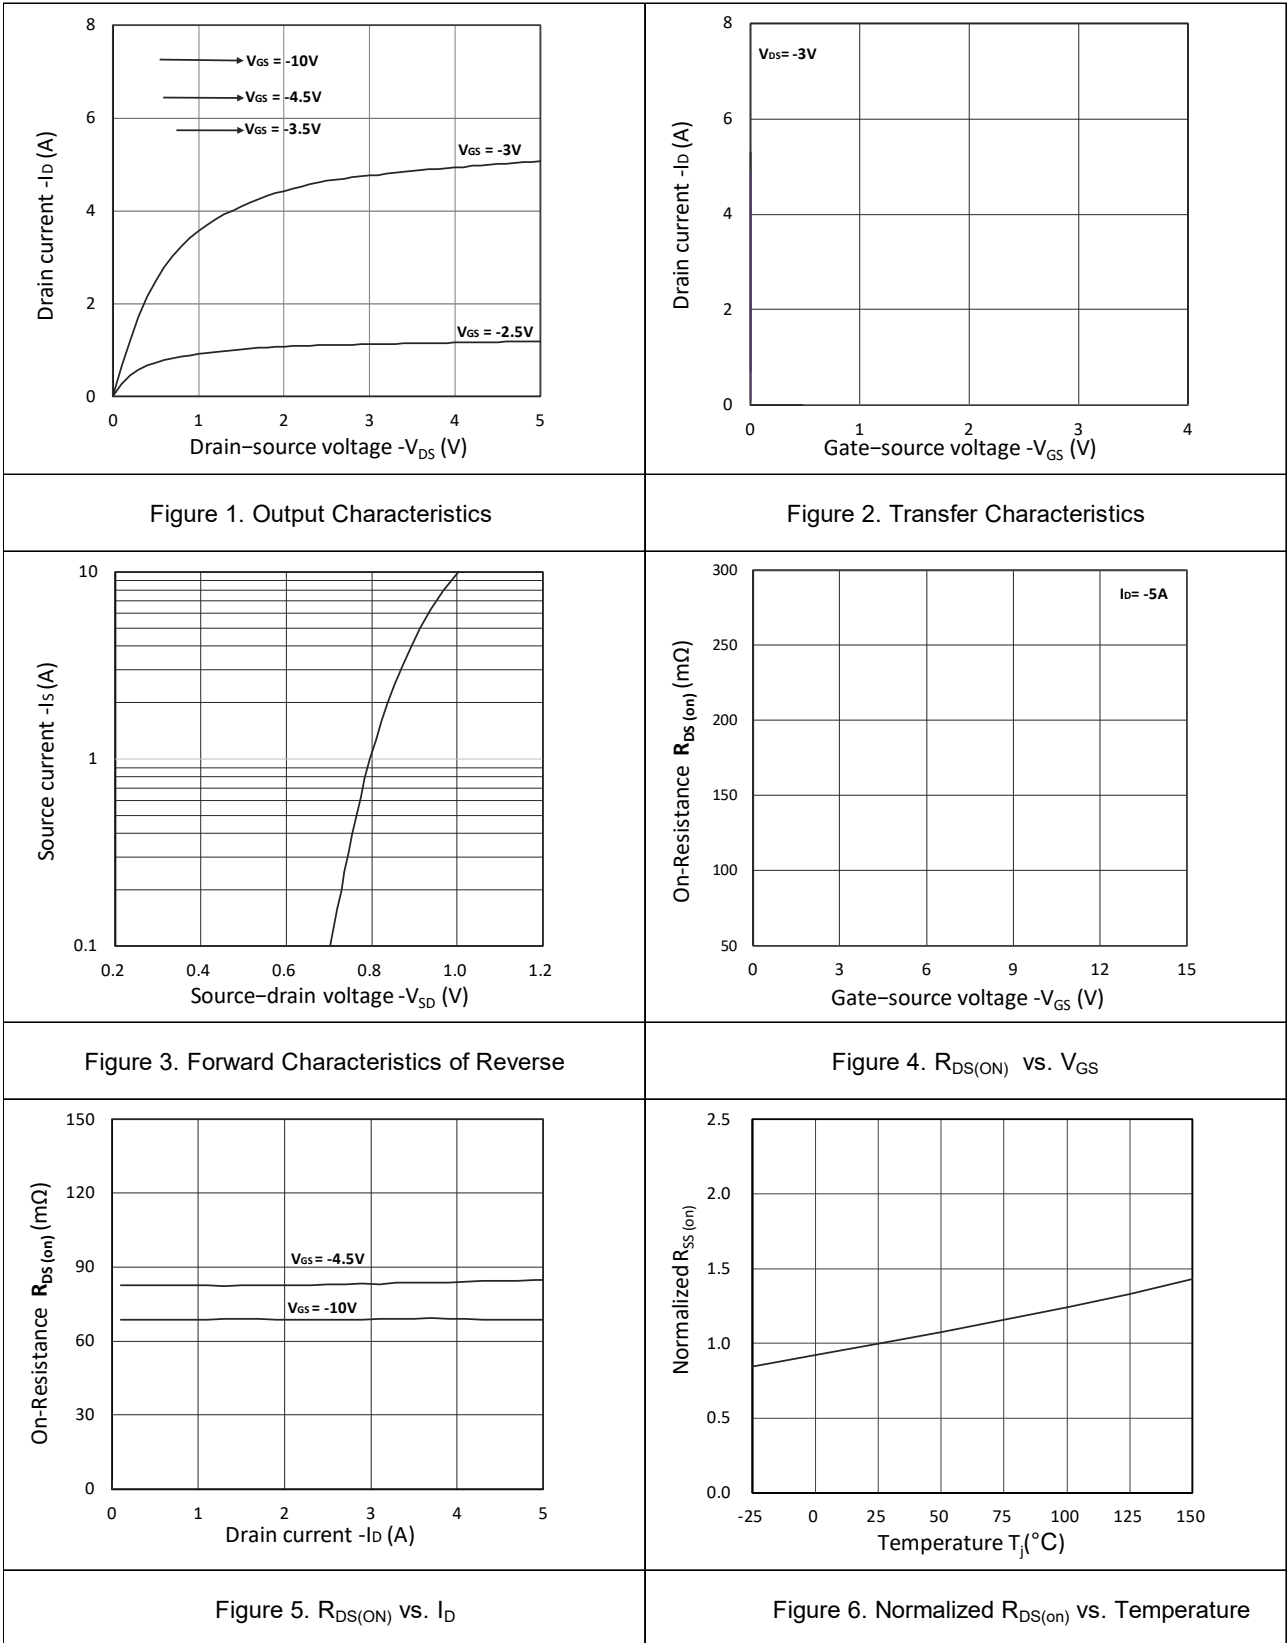 8
6
4
2
0
VGS = -10V
VGS = -4.5V
VGS = -3.5V
VGS = -3V
VGS = -2.5V
Drain current -ID (A)
0 1 2 3 4 5
Drain−source voltage -VDS (V)
Figure 1. Output Characteristics
8
6
4
2
0
VDS= -3V
Drain current -ID (A)
0 1 2 3 4
Gate−source voltage -VGS (V)
Figure 2. Transfer Characteristics
10
1
0.1
Source current -IS (A)
0.2 0.4 0.6 0.8 1.0 1.2
Source−drain voltage -VSD (V)
Figure 3. Forward Characteristics of Reverse
300
250
200
150
100
50
ID= -5A
On-Resistance RDS (on) (mΩ)
0 3 6 9 12 15
Gate−source voltage -VGS (V)
Figure 4. RDS(ON) vs. VGS
150
120
90
60
30
0
VGS = -4.5V
VGS = -10V
On-Resistance RDS (on) (mΩ)
0 1 2 3 4 5
Drain current -ID (A)
Figure 5. RDS(ON) vs. ID
2.5
2.0
1.5
1.0
0.5
0.0
Normalized RSS (on)
-25 0 25 50 75 100 125 150
Temperature Tj(°C)
Figure 6. Normalized RDS(on) vs. Temperature